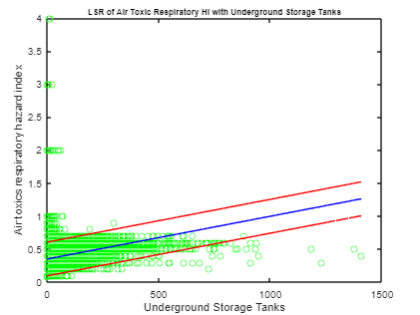 LSR of Air Toxic Respiratory HI with Underground Storage Tanks
4
3.5
3
2.5
2
1.5
1
0.5
0
Air toxics respiratory hazard index
0 500 1000 1500
Underground Storage Tanks